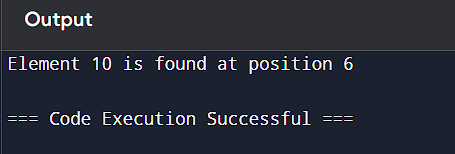 Output
Element 10 is found at position 6
=== Code Execution Successful ===